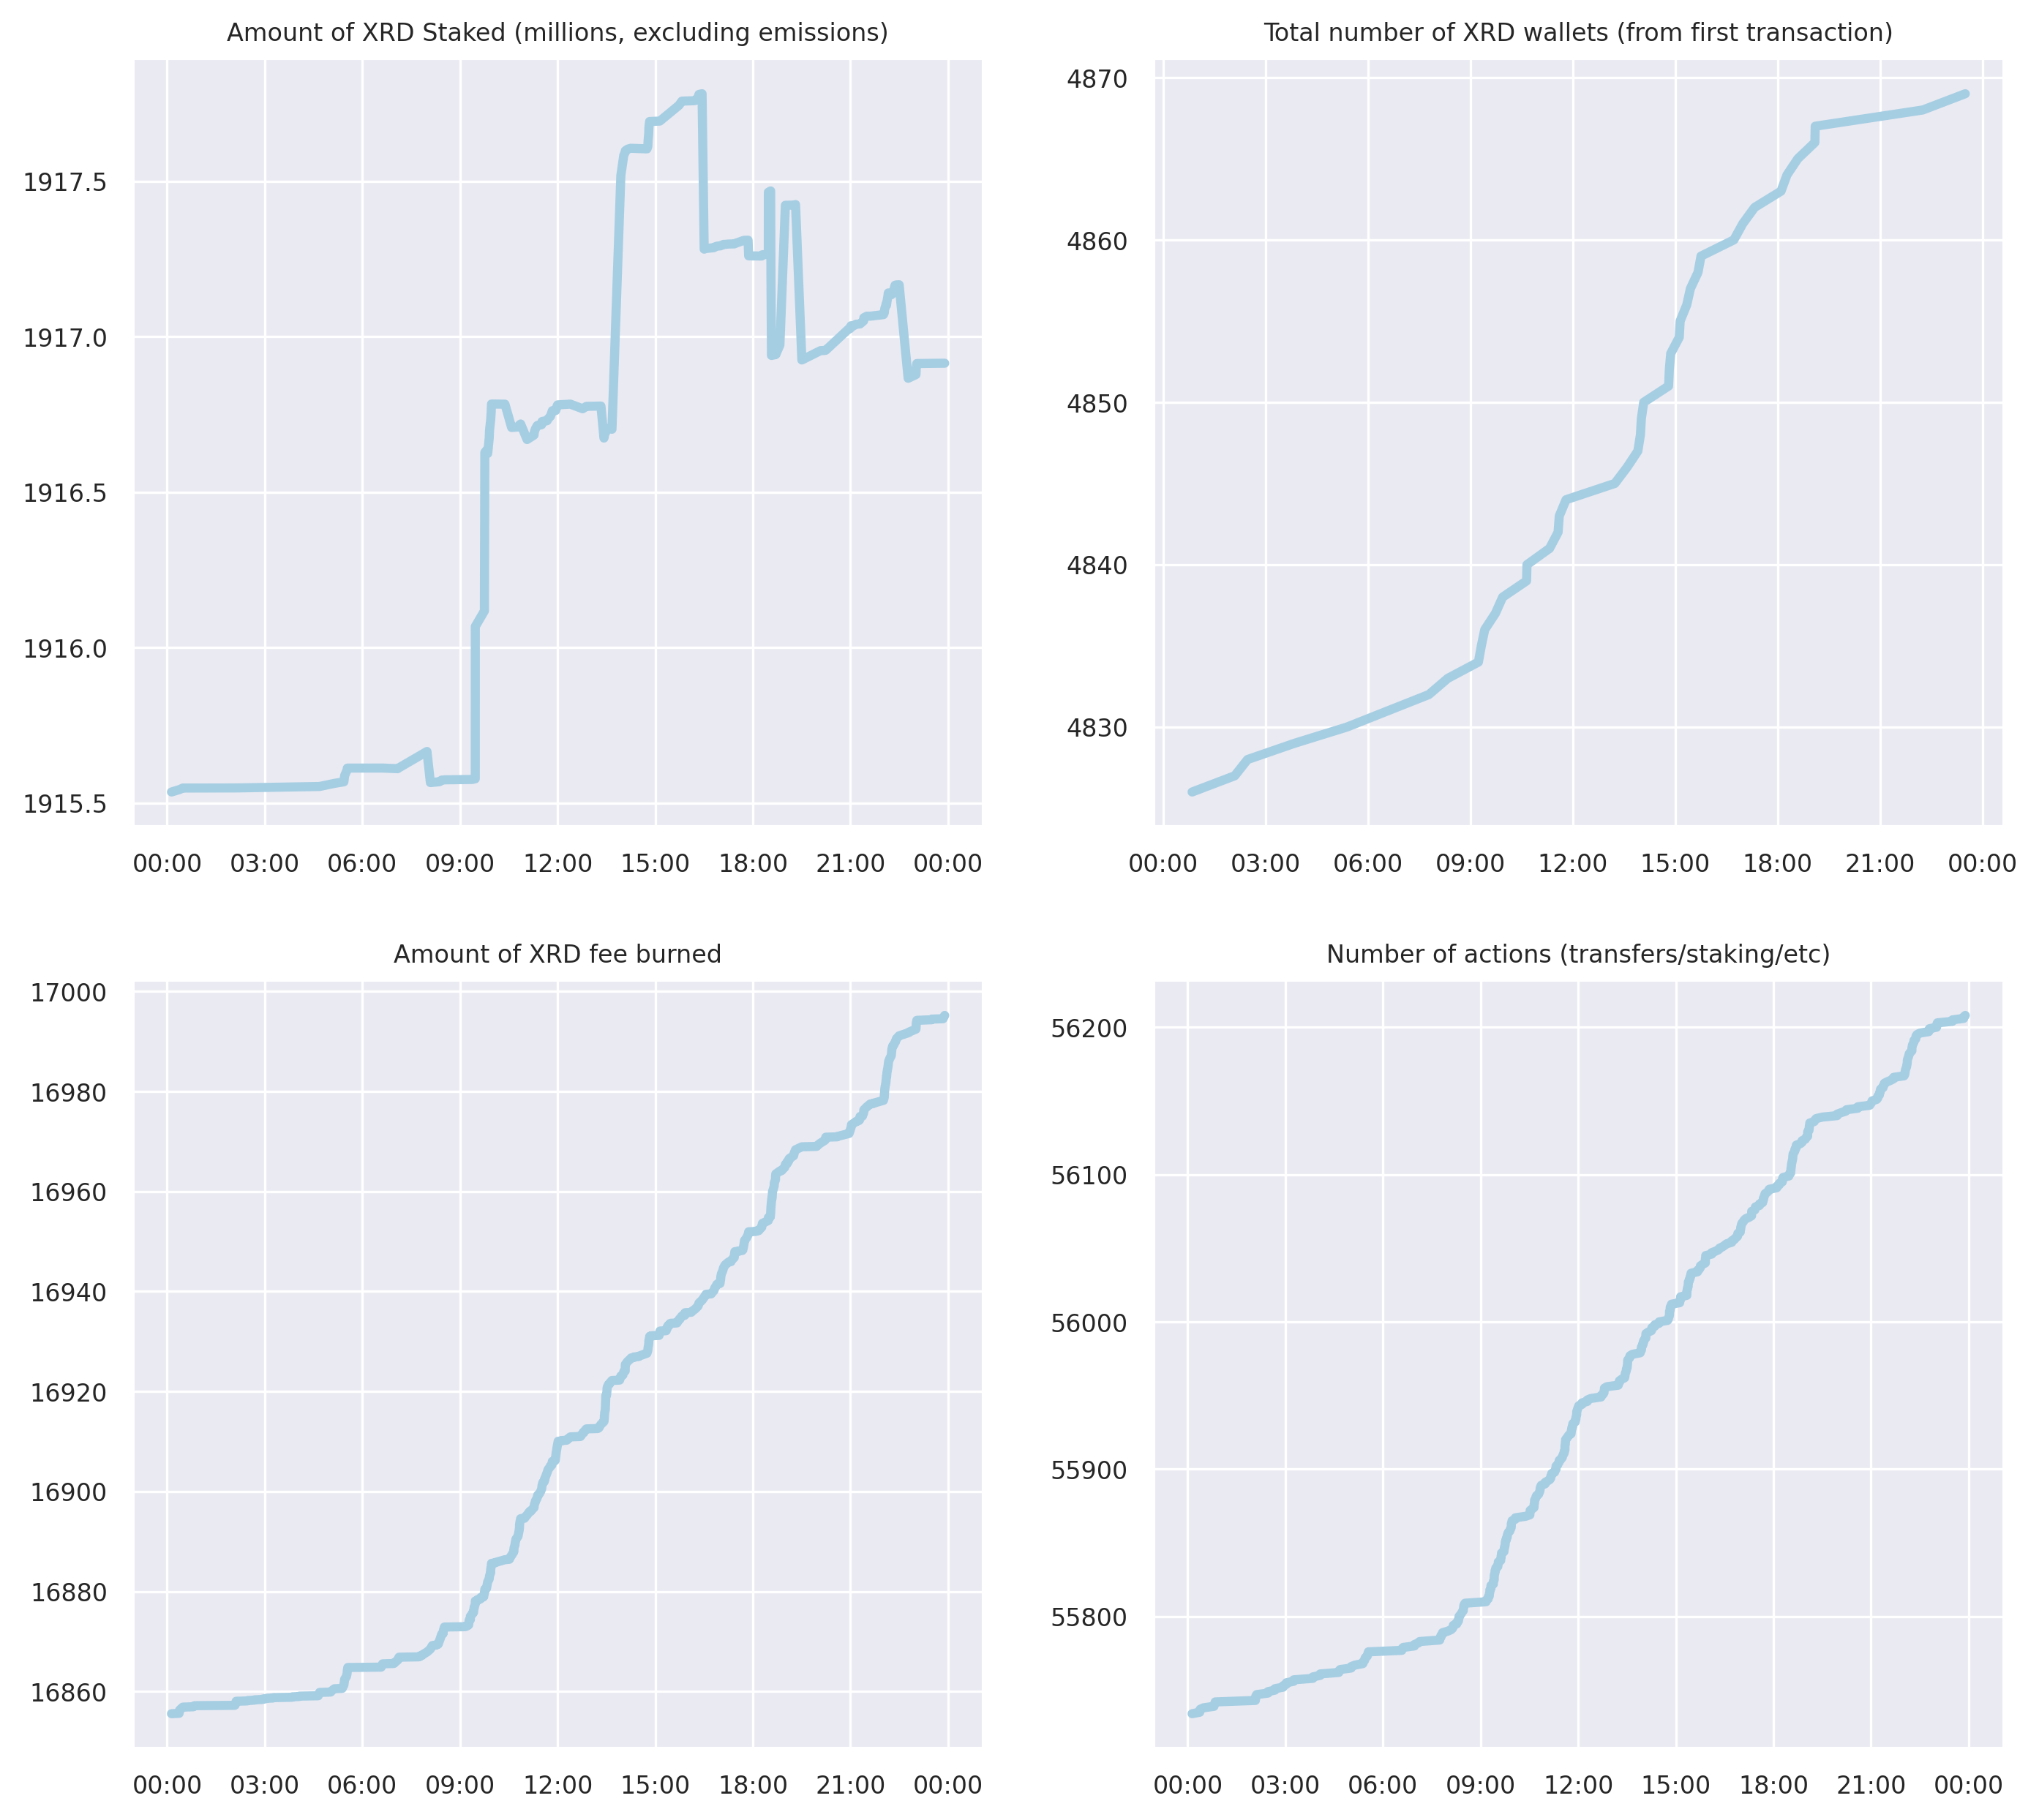 Amount of XRD Staked (millions, excluding emissions)
1917.5
1917.0
1916.5
1916.0
1915.5
00:00 03:00 06:00 09:00 12:00 15:00 18:00 21:00 00:00
Total number of XRD wallets (from first transaction)
4870
4860
4850
4840
4830
00:00 03:00 06:00 09:00 12:00 15:00 18:00 21:00 00:00
Amount of XRD fee burned
17000
16980
16960
16940
16920
16900
16880
16860
00:00 03:00 06:00 09:00 12:00 15:00 18:00 21:00 00:00
Number of actions (transfers/staking/etc)
56200
56100
56000
55900
55800
00:00 03:00 06:00 09:00 12:00 15:00 18:00 21:00 00:00